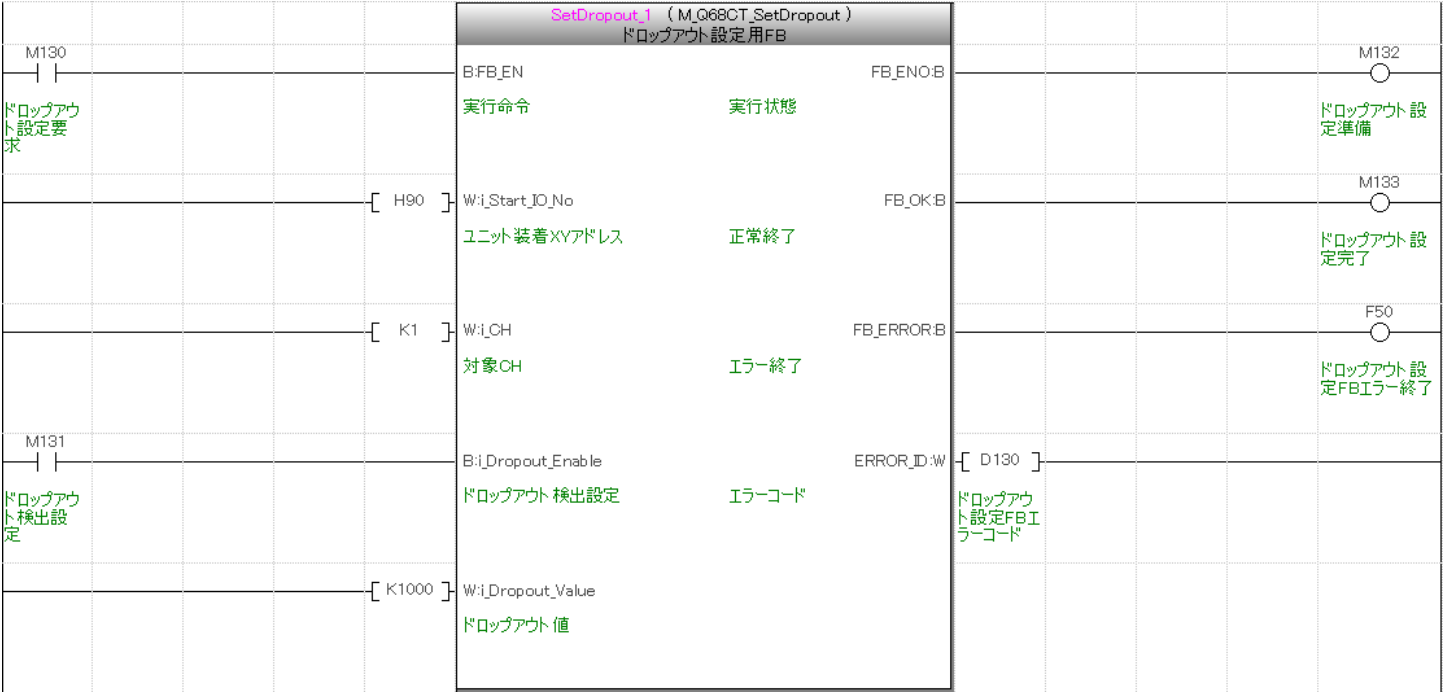 SetDropout_1 （M_Q68CT_SetDropout）
ドロップアウト設定用FB
M130
B:FB_EN
FB_ENO:B
M132
ドロップアウ
ト設定要
求
実行命令
実行状態
ドロップアウト設
定準備
H90
W:i_Start_IO_No
FB_OK:B
M133
ユニット装着XYアドレス
正常終了
ドロップアウト設
定完了
K1
W:i_CH
FB_ERROR:B
F50
対象CH
エラー終了
ドロップアウト設
定FBエラー終了
M131
B:i_Dropout_Enable
ERROR_ID:W
D130
ドロップアウ
ト検出設
定
ドロップアウト検出設定
エラーコード
ドロップアウ
ト設定FBエ
ラーコード
K1000
W:i_Dropout_Value
ドロップアウト値